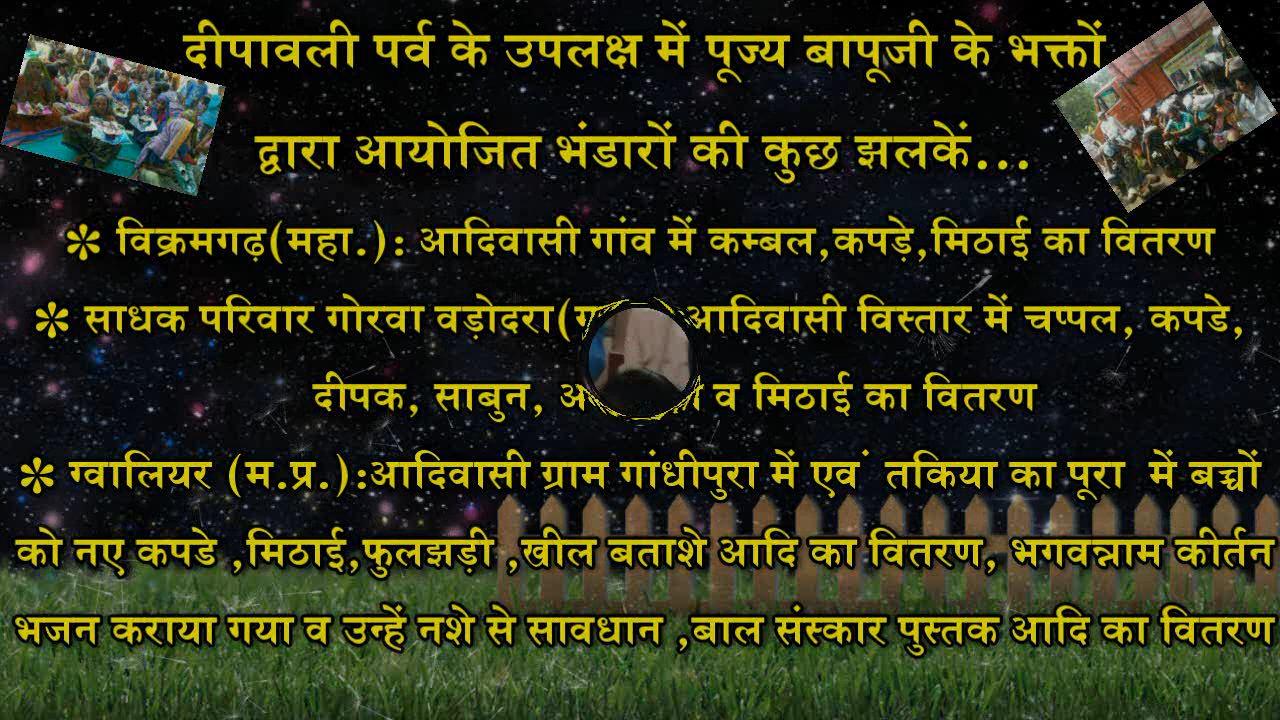 दीपावली पर्व के उपलक्ष में पूज्य बापूजी के भक्तों
द्वारा आयोजित भंडारों की कुछ झलकें...
* विक्रमगढ़(महा.): आदिवासी गांव में कम्बल,कपड़े,मिठाई का वितरण
* साधक परिवार गोरवा वड़ोदरा( आदिवासी विस्तार में चप्पल, कपडे,
दीपक, साबुन, व मिठाई का वितरण
* ग्वालियर (म.प्र.):आदिवासी ग्राम गांधीपुरा में एवं तकिया का पूरा में बच्चों
को नए कपडे ,मिठाई,फुलझड़ी ,खील बताशे आदि का वितरण, भगवन्नाम कीर्तन
भजन कराया गया व उन्हें नशे से सावधान ,बाल संस्कार पुस्तक आदि का वितरण